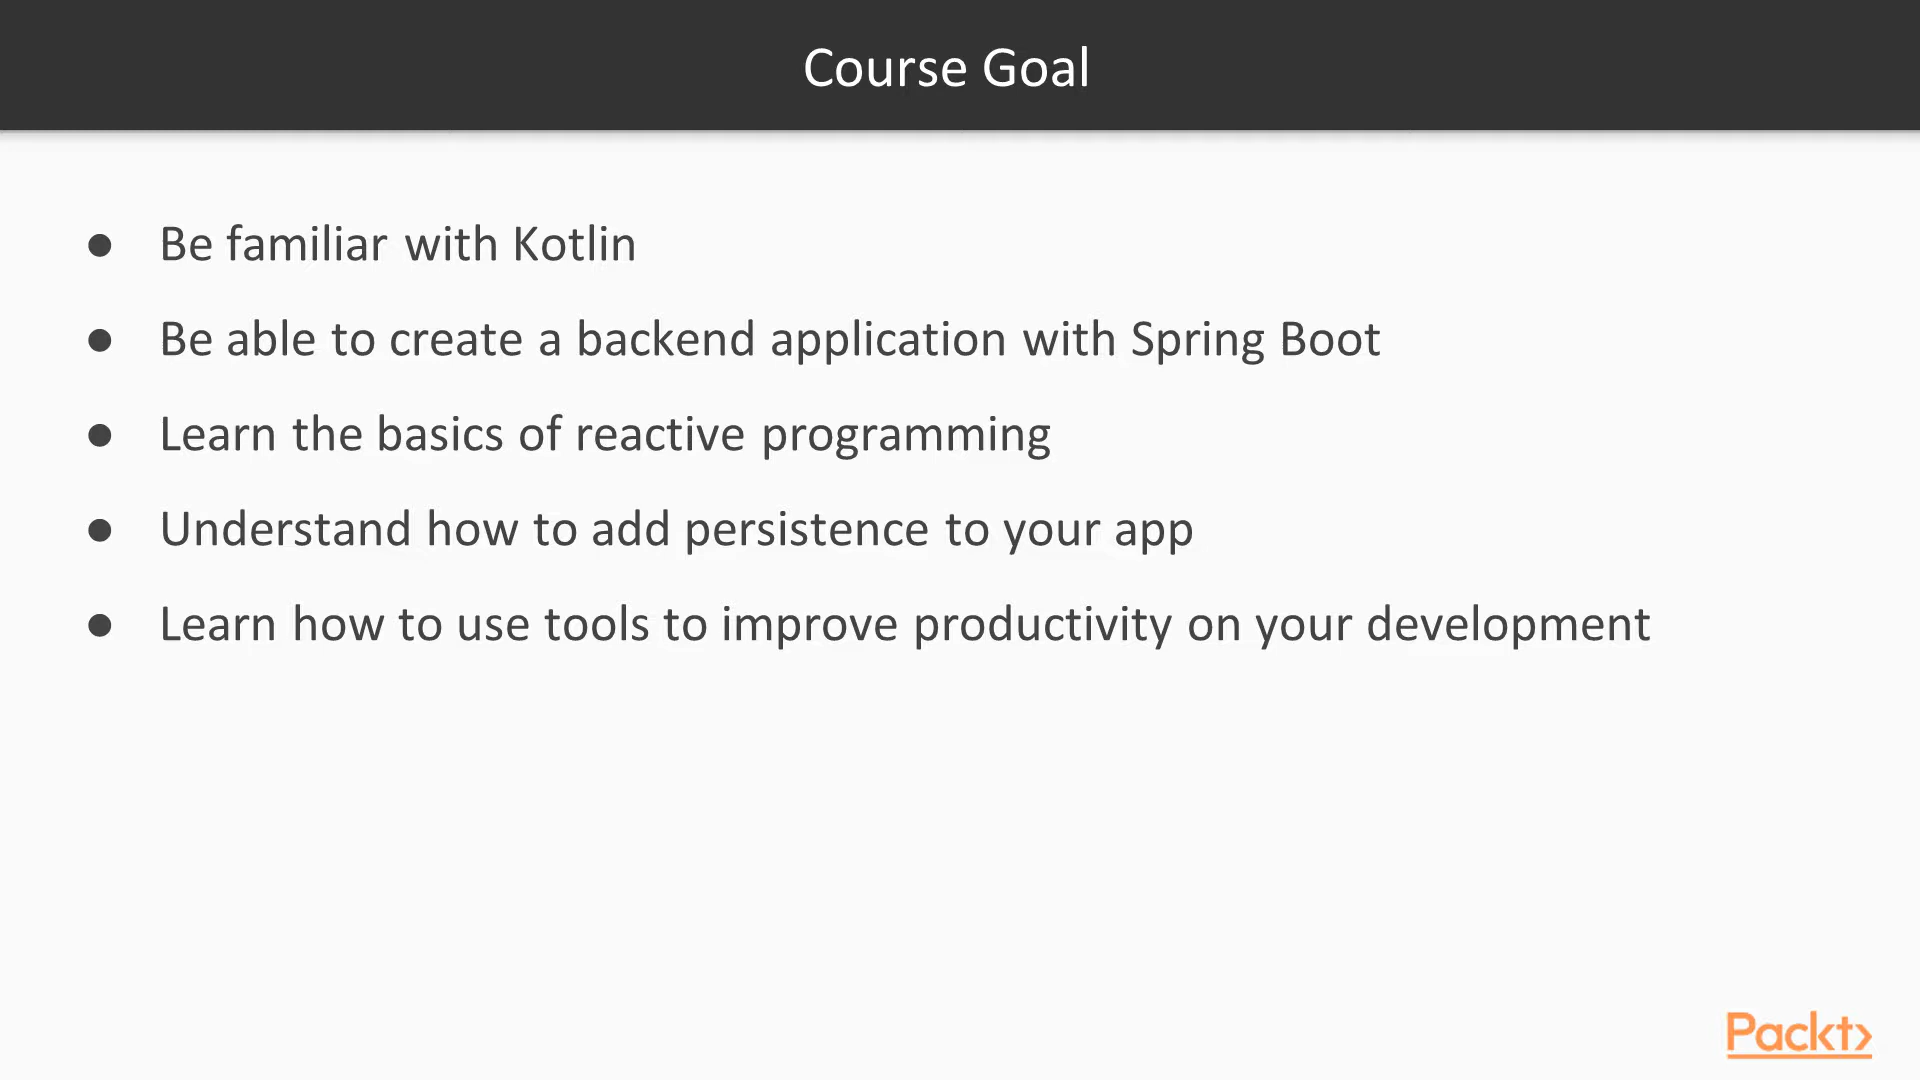 Course Goal
● Be familiar with Kotlin
● Be able to create a backend application with Spring Boot
● Learn the basics of reactive programming
● Understand how to add persistence to your app
● Learn how to use tools to improve productivity on your development
Packt>